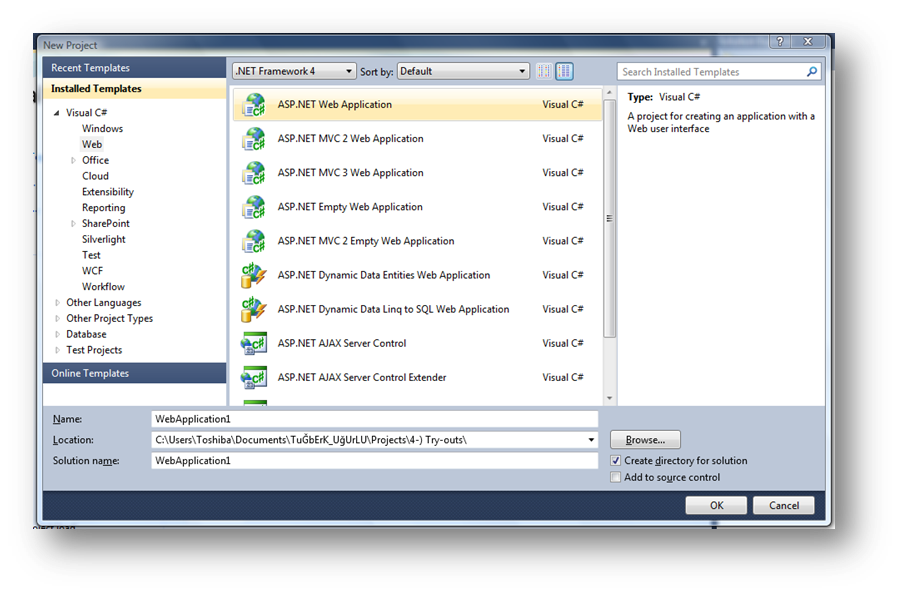 New Project
Recent Templates
Installed Templates
Visual C#
Windows
Web
Office
Cloud
Extensibility
Reporting
SharePoint
Silverlight
Test
WCF
Workflow
Other Languages
Other Project Types
Database
Test Projects
Online Templates
.NET Framework 4 Sort by: Default
ASP.NET Web Application Visual C#
ASP.NET MVC 2 Web Application Visual C#
ASP.NET MVC 3 Web Application Visual C#
ASP.NET Empty Web Application Visual C#
ASP.NET MVC 2 Empty Web Application Visual C#
ASP.NET Dynamic Data Entities Web Application Visual C#
ASP.NET Dynamic Data Linq to SQL Web Application Visual C#
ASP.NET AJAX Server Control Visual C#
ASP.NET AJAX Server Control Extender Visual C#
Search Installed Templates
Type: Visual C#
A project for creating an application with a
Web user interface
Name: WebApplication1
Location: C:\Users\Toshiba\Documents\TuĞbErK_UğUrLU\Projects\4-) Try-outs\
Browse...
Solution name: WebApplication1
Create directory for solution
Add to source control
OK Cancel